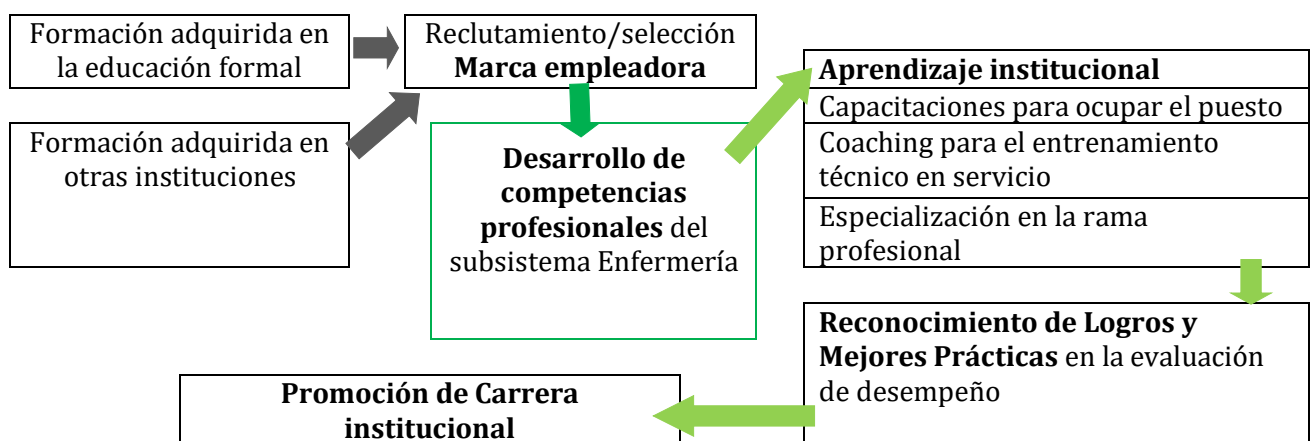 Formación adquirida en
la educación formal
Reclutamiento/selección
Marca empleadora
Formación adquirida en
otras instituciones
Desarrollo de
competencias
profesionales del
subsistema Enfermería
Aprendizaje institucional
Capacitaciones para ocupar el puesto
Coaching para el entrenamiento
técnico en servicio
Especialización en la rama
profesional
Reconocimiento de Logros y
Mejores Prácticas en la evaluación
de desempeño
Promoción de Carrera
institucional